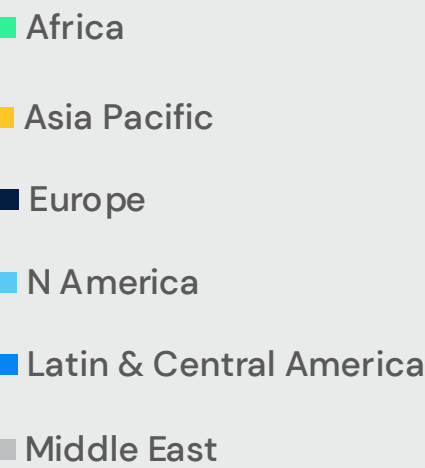 Africa
Asia Pacific
Europe
N America
Latin & Central America
Middle East